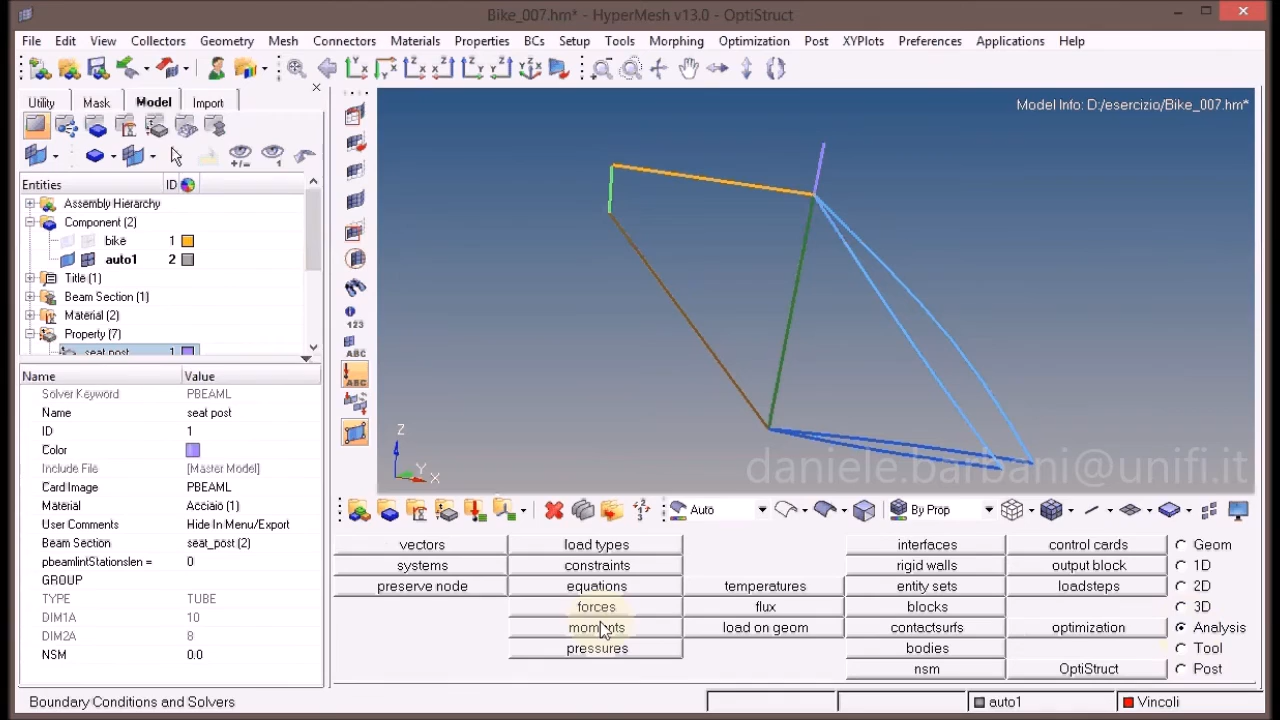 Bike_007.hm* - HyperMesh v13.0 - OptiStruct
File Edit View Collectors Geometry Mesh Connectors Materials Properties BCs Setup Tools Morphing Optimization Post XYPlots Preferences Applications Help
Utility Mask Model Import
Model Info: D:/esercizio/Bike_007.hm*
Entities ID
Assembly Hierarchy
Component (2)
bike 1
auto1 2
Title (1)
Beam Section (1)
Material (2)
Property (7)
seat post 1
123
ABC
ABC
Name Value
Solver Keyword PBEAML
Name seat post
ID 1
Color
Include File [Master Model]
Card Image PBEAML
Material Acciaio (1)
User Comments Hide In Menu/Export
Beam Section seat_post (2)
pbeamlntStationslen = 0
GROUP
TYPE TUBE
DIM1A 10
DIM2A 8
NSM 0.0
Z
Y
X
daniele.barbani@unifi.it
Auto By Prop
vectors load types interfaces control cards Geom
systems constraints rigid walls output block 1D
preserve node equations temperatures entity sets loadsteps 2D
forces flux blocks 3D
moments load on geom contactsurfs optimization Analysis
pressures bodies Tool
nsm OptiStruct Post
Boundary Conditions and Solvers auto1 Vincoli